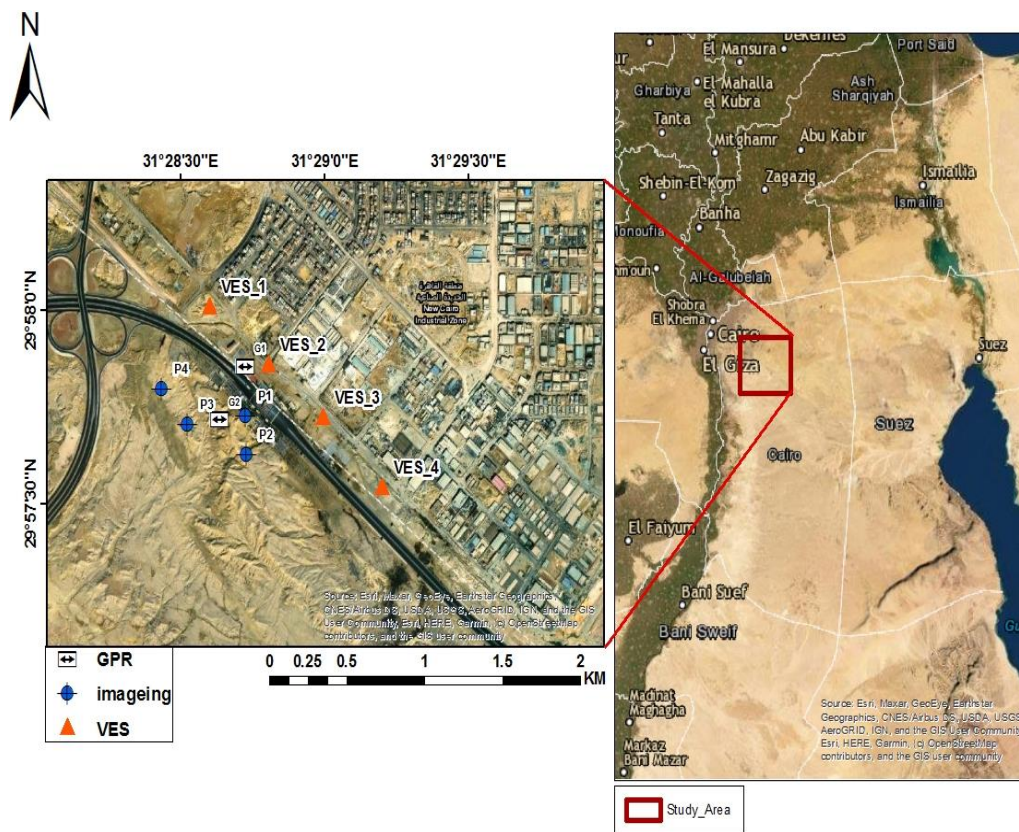 N
31°28'30"E
31°29'0"E
31°29'30"E
29°58'0"N
29°57'30"N
VES_1
G1
VES_2
P4
P3
G2
P1
P2
VES_3
VES_4
New Cairo
Industrial Zone
Source: Esri, Maxar, GeoEye, Earthstar Geographics,
CNES/Airbus DS, USDA, USGS, AeroGRID, IGN, and the GIS
User Community, Esri, HERE, Garmin, (c) OpenStreetMap
contributors, and the GIS user community
GPR
imageing
VES
0 0.25 0.5 1 1.5 2
KM
El Mansura
Dekernes
Port Said
ur
Gharbiya
El Mahalla
el Kubra
Ash
Sharqiyah
Tanta
Mit'ghamr
Abu Kabir
Shebin-El-Kom
Zagazig
Ismailia
Ismailia
Banha
Monoufia
hmoun
Al-Qalubeiah
Shobra
El Khema
Cairo
El Giza
Suez
Suez
Cairo
El Faiyum
Bani Suef
Bani Sweif
Gu
Madinat
Maghagha
Markaz
Bani Mazar
Source: Esri, Maxar, GeoEye, Earthstar
Geographics, CNES/Airbus DS, USDA, USGS,
AeroGRID, IGN, and the GIS User Community,
Esri, HERE, Garmin, (c) OpenStreetMap
contributors, and the GIS user community
Study_Area